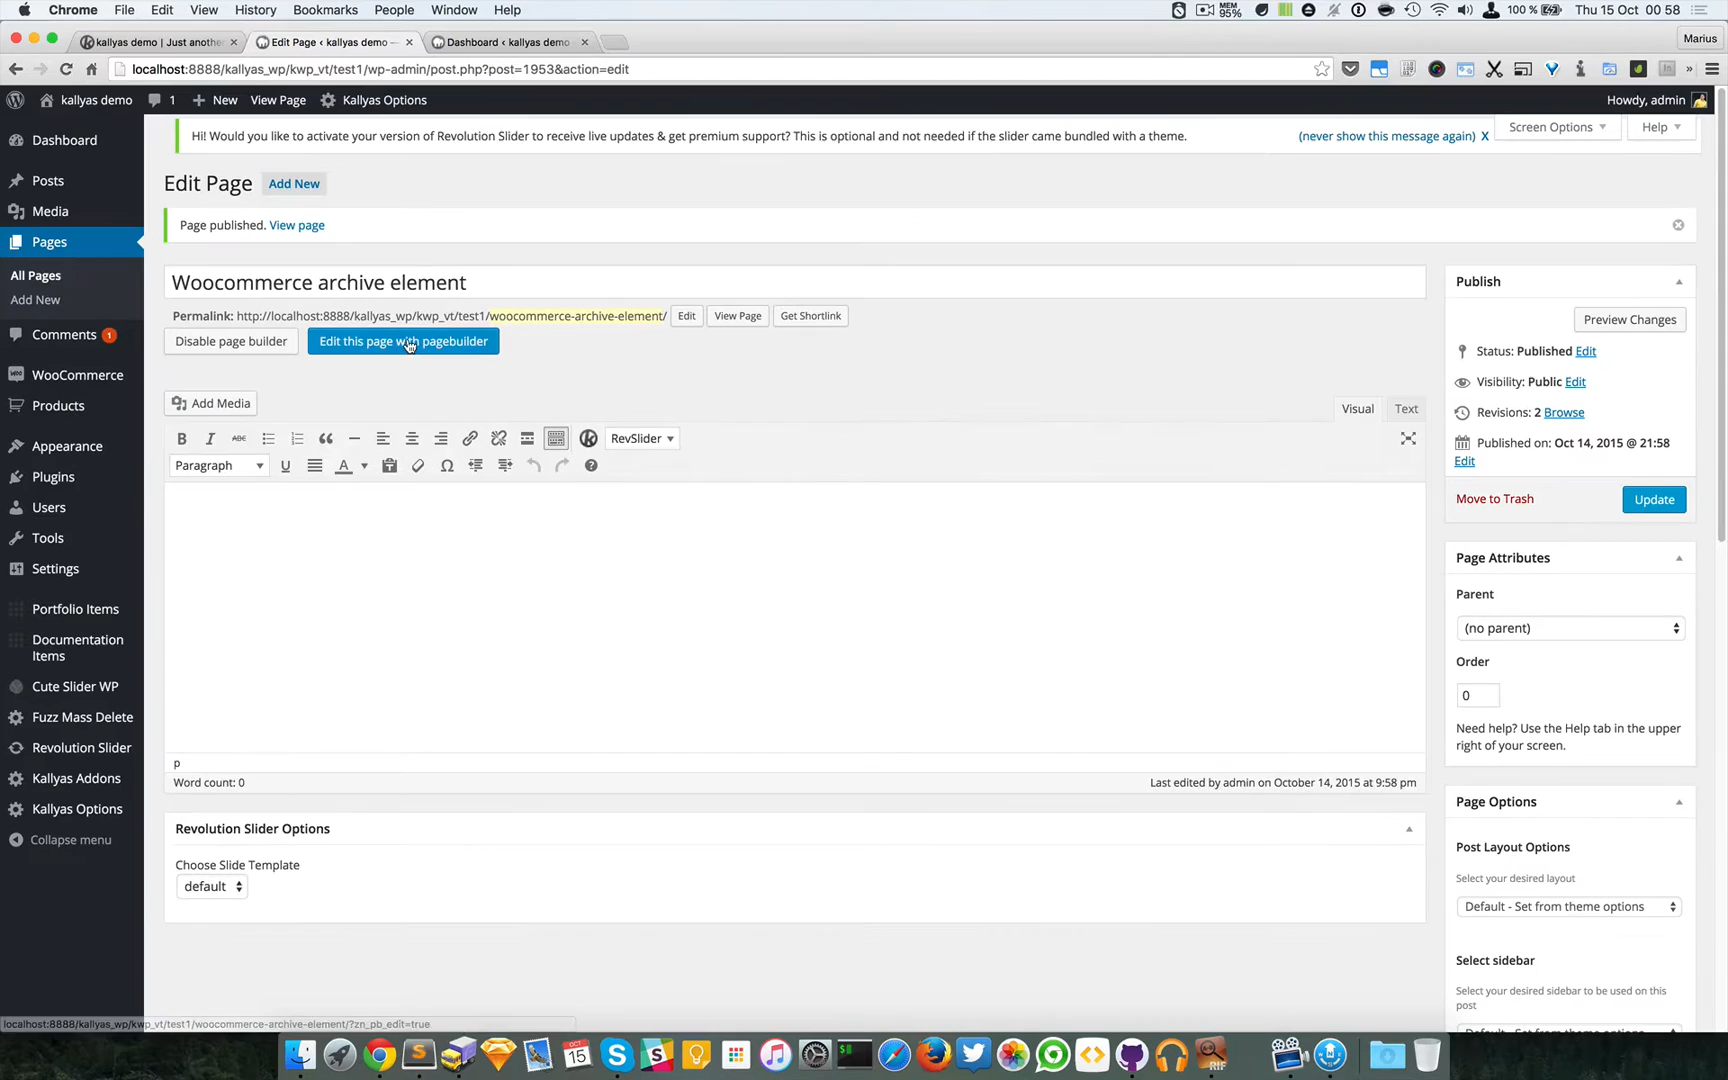 Chrome File Edit View History Bookmarks People Window Help MEM 95% 100 % Thu 15 Oct 00 58
kallyas demo | Just anothe Edit Page < kallyas demo — Dashboard < kallyas demo Marius
localhost:8888/kallyas_wp/kwp_vt/test1/wp-admin/post.php?post=1953&action=edit
kallyas demo 1 New View Page Kallyas Options Howdy, admin
Hi! Would you like to activate your version of Revolution Slider to receive live updates & get premium support? This is optional and not needed if the slider came bundled with a theme. (never show this message again) X
Screen Options Help
Dashboard
Posts
Media
Pages
All Pages
Add New
Comments 1
WooCommerce
Products
Appearance
Plugins
Users
Tools
Settings
Portfolio Items
Documentation
Items
Cute Slider WP
Fuzz Mass Delete
Revolution Slider
Kallyas Addons
Kallyas Options
Collapse menu
Edit Page Add New
Page published. View page
Woocommerce archive element
Permalink: http://localhost:8888/kallyas_wp/kwp_vt/test1/woocommerce-archive-element/ Edit View Page Get Shortlink
Disable page builder Edit this page with pagebuilder
Add Media Visual Text
B I ABC RevSlider
Paragraph U A Ω
p
Word count: 0 Last edited by admin on October 14, 2015 at 9:58 pm
Revolution Slider Options
Choose Slide Template
default
Publish
Preview Changes
Status: Published Edit
Visibility: Public Edit
Revisions: 2 Browse
Published on: Oct 14, 2015 @ 21:58
Edit
Move to Trash Update
Page Attributes
Parent
(no parent)
Order
0
Need help? Use the Help tab in the upper
right of your screen.
Page Options
Post Layout Options
Select your desired layout
Default - Set from theme options
Select sidebar
Select your desired sidebar to be used on this
post
Default - Set from theme options
localhost:8888/kallyas_wp/kwp_vt/test1/woocommerce-archive-element/?zn_pb_edit=true
OCT
15
RIF